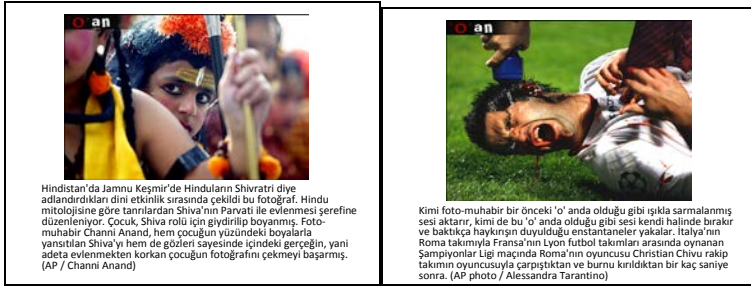 O an
Hindistan'da Jamnu Keşmir'de Hinduların Shivratri diye
adlandırdıkları dini etkinlik sırasında çekildi bu fotoğraf. Hindu
mitolojisine göre tanrılardan Shiva'nın Parvati ile evlenmesi şerefine
düzenleniyor. Çocuk, Shiva rolü için giydirilip boyanmış. Foto-
muhabir Channi Anand, hem çocuğun yüzündeki boyalarla
yansıtılan Shiva'yı hem de gözleri sayesinde içindeki gerçeğin, yani
adeta evlenmekten korkan çocuğun fotoğrafını çekmeyi başarmış.
(AP / Channi Anand)
O an
Kimi foto-muhabir bir önceki 'o' anda olduğu gibi ışıkla sarmalanmış
sesi aktarır, kimi de bu 'o' anda olduğu gibi sesi kendi halinde bırakır
ve baktıkça haykırışın duyulduğu enstantaneler yakalar. İtalya'nın
Roma takımıyla Fransa'nın Lyon futbol takımları arasında oynanan
Şampiyonlar Ligi maçında Roma'nın oyuncusu Christian Chivu rakip
takımın oyuncusuyla çarpıştıktan ve burnu kırıldıktan bir kaç saniye
sonra. (AP photo / Alessandra Tarantino)